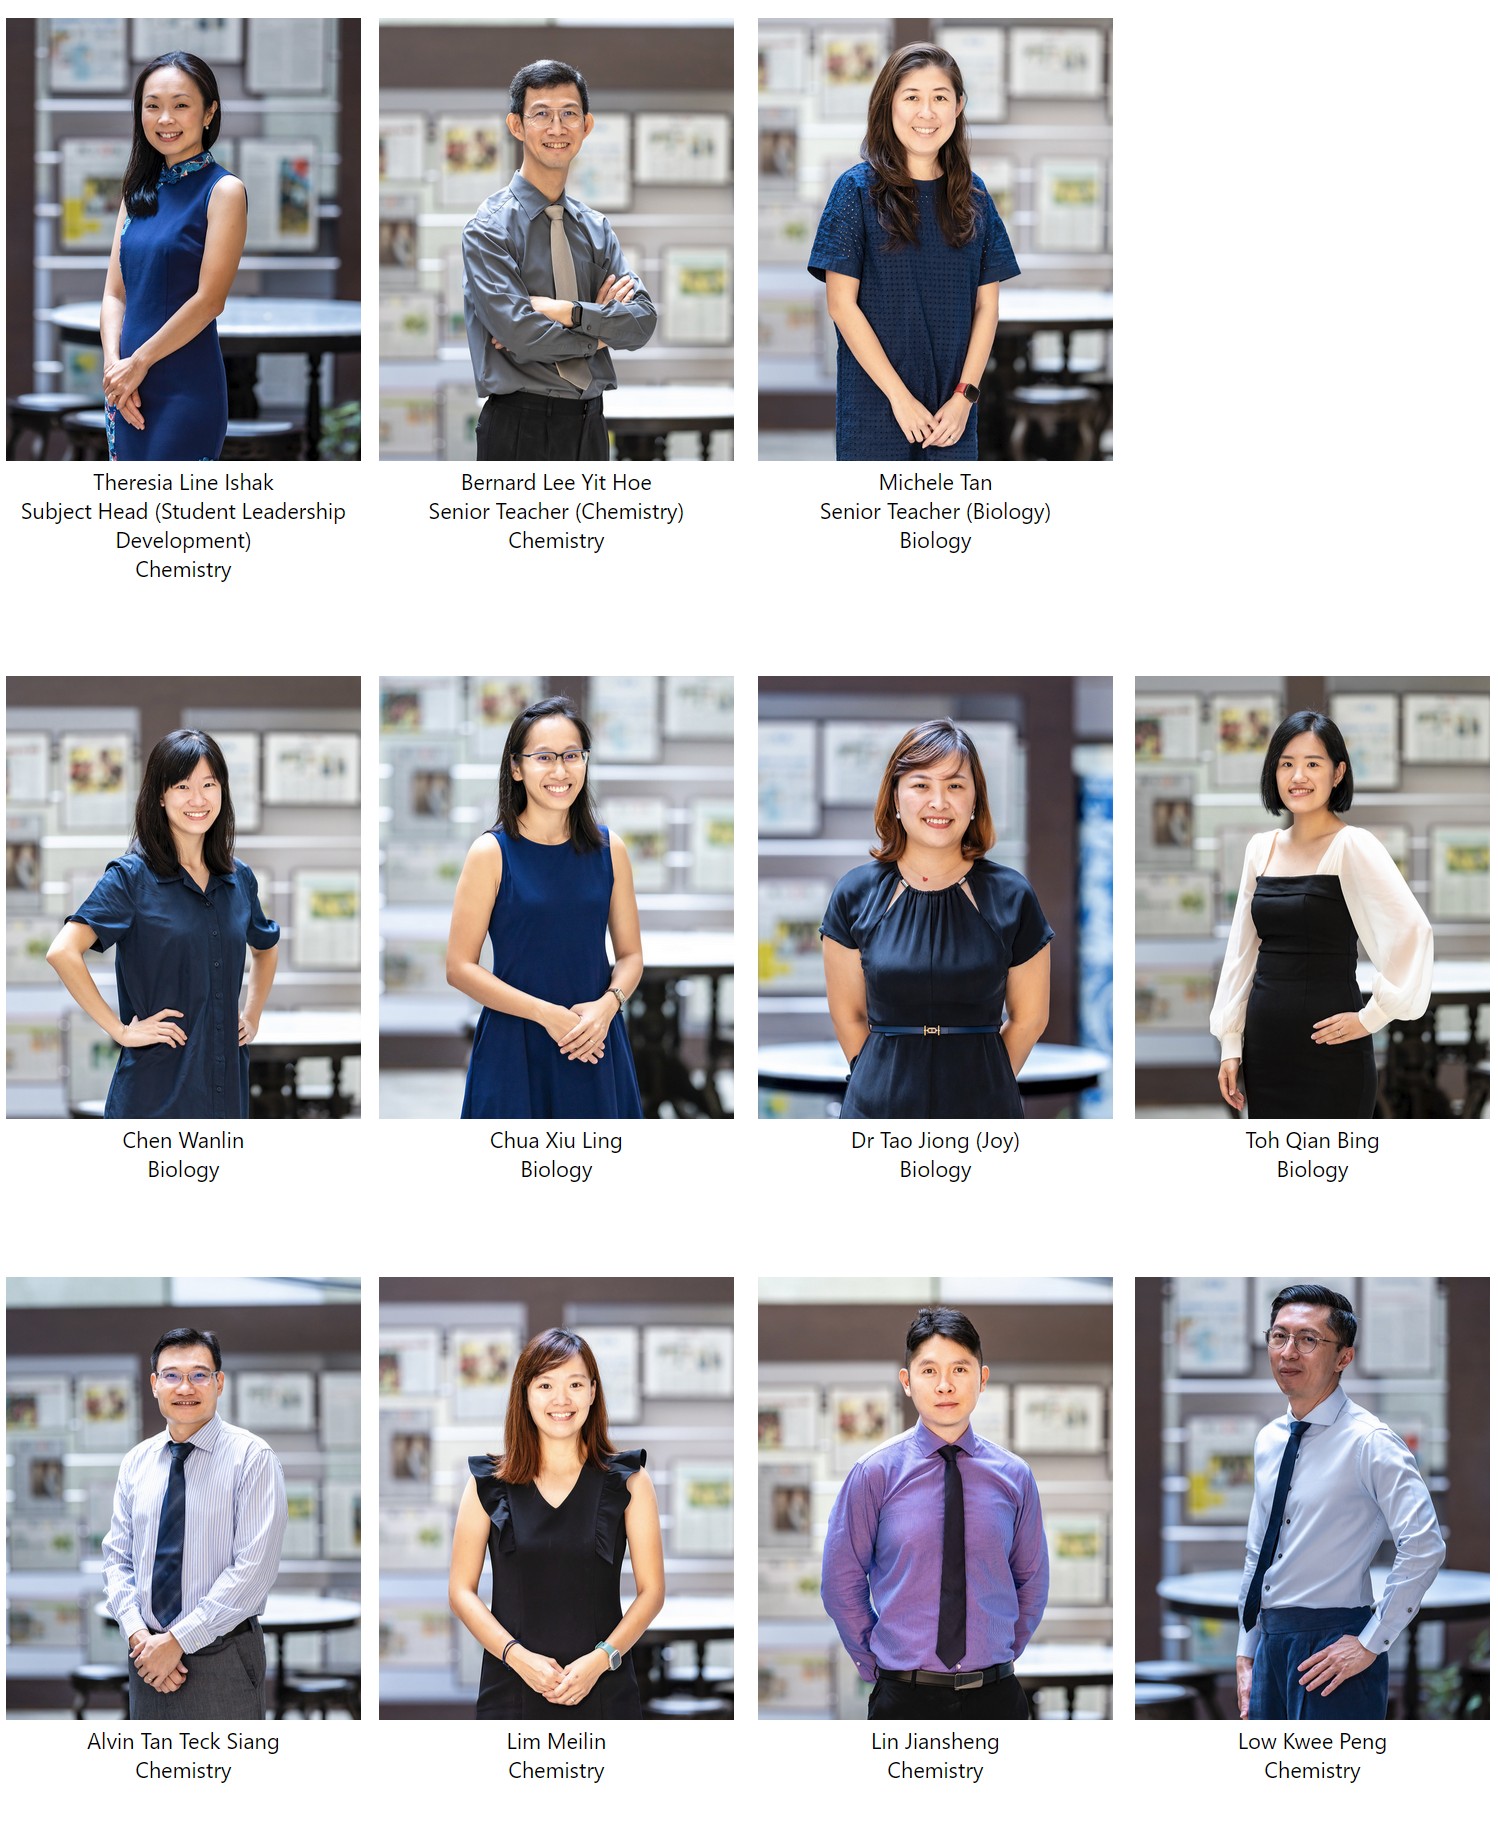 Theresia Line Ishak
Subject Head (Student Leadership
Development)
Chemistry
Bernard Lee Yit Hoe
Senior Teacher (Chemistry)
Chemistry
Michele Tan
Senior Teacher (Biology)
Biology
Chen Wanlin
Biology
Chua Xiu Ling
Biology
Dr Tao Jiong (Joy)
Biology
Toh Qian Bing
Biology
Alvin Tan Teck Siang
Chemistry
Lim Meilin
Chemistry
Lin Jiansheng
Chemistry
Low Kwee Peng
Chemistry